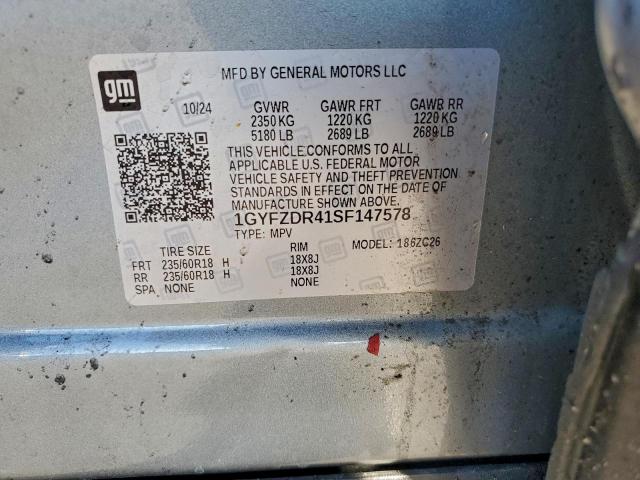 gm
MFD BY GENERAL MOTORS LLC
10/24 GVWR GAWR FRT GAWR RR
2350 KG 1220 KG 1220 KG
5180 LB 2689 LB 2689 LB
THIS VEHICLE CONFORMS TO ALL
APPLICABLE U.S. FEDERAL MOTOR
VEHICLE SAFETY AND THEFT PREVENTION
STANDARDS IN EFFECT ON THE DATE OF
MANUFACTURE SHOWN ABOVE.
1GYFZDR41SF147578
TYPE: MPV MODEL: 186ZC26
TIRE SIZE RIM
FRT 235/60R18 H 18X8J
RR 235/60R18 H 18X8J
SPA NONE NONE